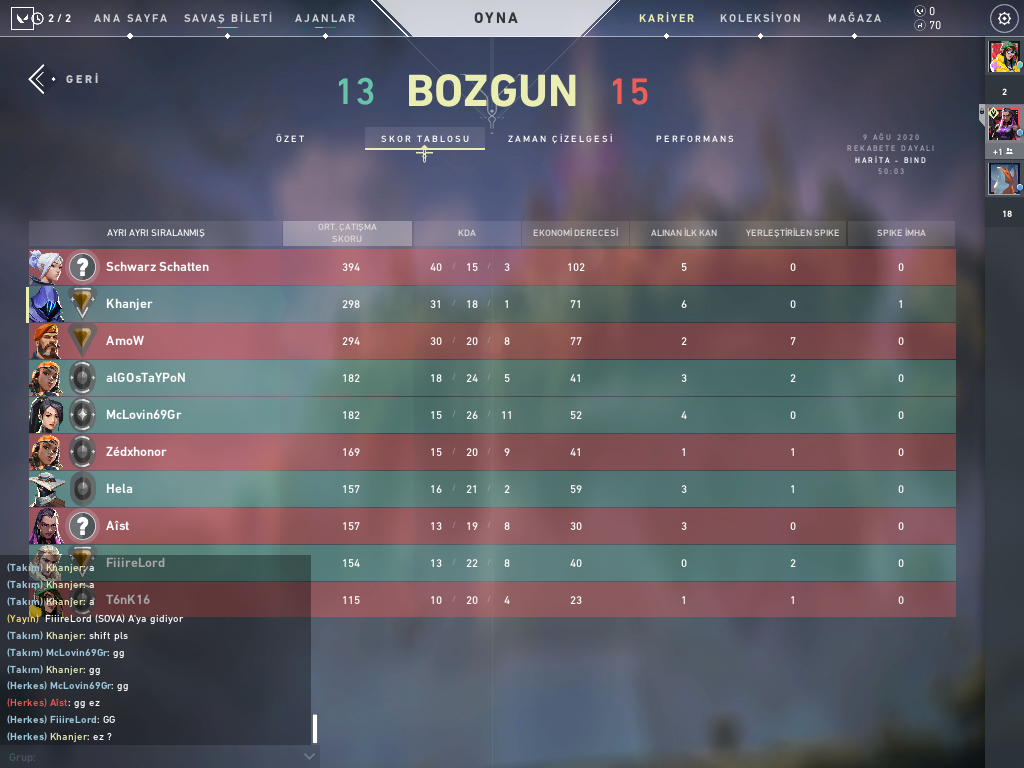 2 / 2 ANA SAYFA SAVAŞ BİLETİ AJANLAR OYNA KARİYER KOLEKSİYON MAĞAZA 0
70
GERİ
13 BOZGUN 15
ÖZET SKOR TABLOSU ZAMAN ÇİZELGESİ PERFORMANS
9 AĞU 2020
REKABETE DAYALI
HARİTA - BIND
50:03
2
+1
18
AYRI AYRI SIRALANMIŞ ORT. ÇATIŞMA SKORU KDA EKONOMİ DERECESİ ALINAN İLK KAN YERLEŞTİRİLEN SPIKE SPIKE İMHA
? Schwarz Schatten 394 40 / 15 / 3 102 5 0 0
Khanjer 298 31 / 18 / 1 71 6 0 1
AmoW 294 30 / 20 / 8 77 2 7 0
alGOsTaYPoN 182 18 / 24 / 5 41 3 2 0
McLovin69Gr 182 15 / 26 / 11 52 4 0 0
Zédxhonor 169 15 / 20 / 9 41 1 1 0
Hela 157 16 / 21 / 2 59 3 1 0
? Aîst 157 13 / 19 / 8 30 3 0 0
FiiireLord 154 13 / 22 / 8 40 0 2 0
T6nK16 115 10 / 20 / 4 23 1 1 0
(Takım) Khanjer: a
(Takım) Khanjer: a
(Takım) Khanjer: a
(Yayın) FiiireLord (SOVA) A'ya gidiyor
(Takım) Khanjer: shift pls
(Takım) McLovin69Gr: gg
(Takım) Khanjer: gg
(Herkes) McLovin69Gr: gg
(Herkes) Aîst: gg ez
(Herkes) FiiireLord: GG
(Herkes) Khanjer: ez ?
Grup: